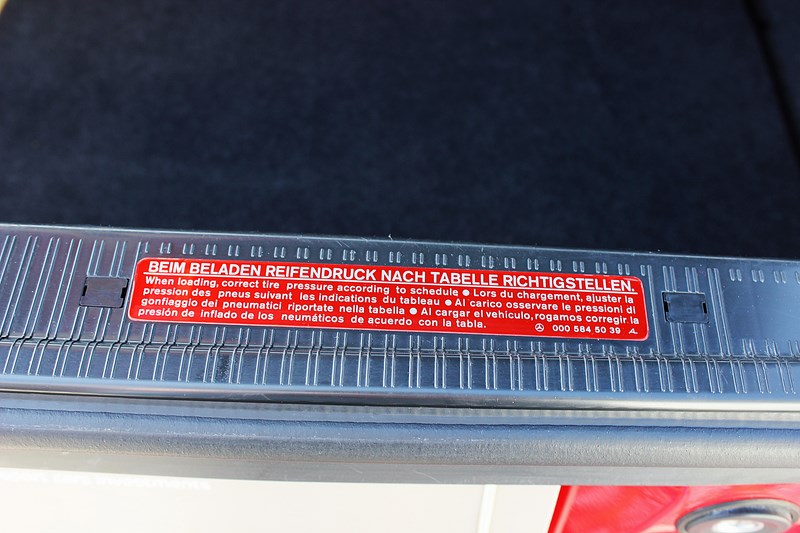 BEIM BELADEN REIFENDRUCK NACH TABELLE RICHTIGSTELLEN.
When loading, correct tire pressure according to schedule ● Lors du chargement, ajuster la
pression des pneus suivant les indications du tableau ● Al carico osservare le pressioni di
gonfiaggio dei pneumatici riportate nella tabella ● Al cargar el vehiculo, rogamos corregir la
presión de inflado de los neumáticos de acuerdo con la tabla.
000 584 50 39